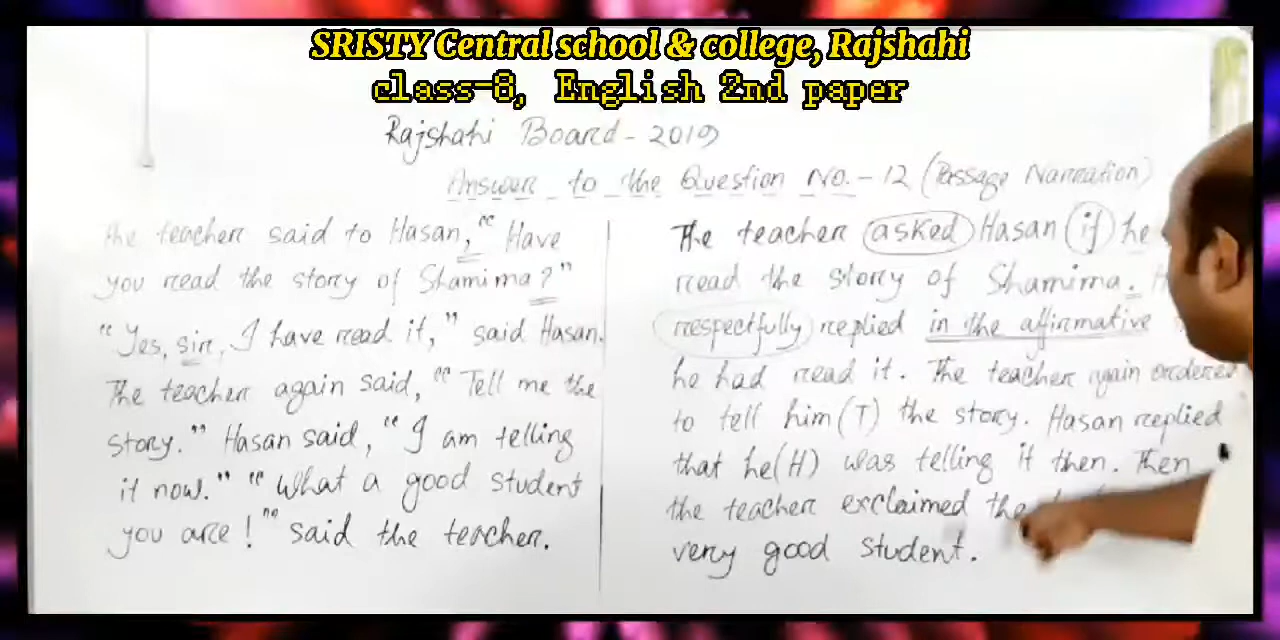 SRISTY Central school & college, Rajshahi
class-8, English 2nd paper
Rajshahi Board - 2019
Answer to the Question No. - 12 (Passage Narration)
The teacher said to Hasan, "Have
you read the story of Shamima?"
"Yes, sir, I have read it," said Hasan.
The teacher again said, "Tell me the
story." Hasan said, "I am telling
it now." "What a good student
you are!" said the teacher.
The teacher asked Hasan if he
read the story of Shamima.
respectfully replied in the affirmative
he had read it. The teacher again ordered
to tell him (T) the story. Hasan replied
that he (H) was telling it then. Then
the teacher exclaimed
very good student.